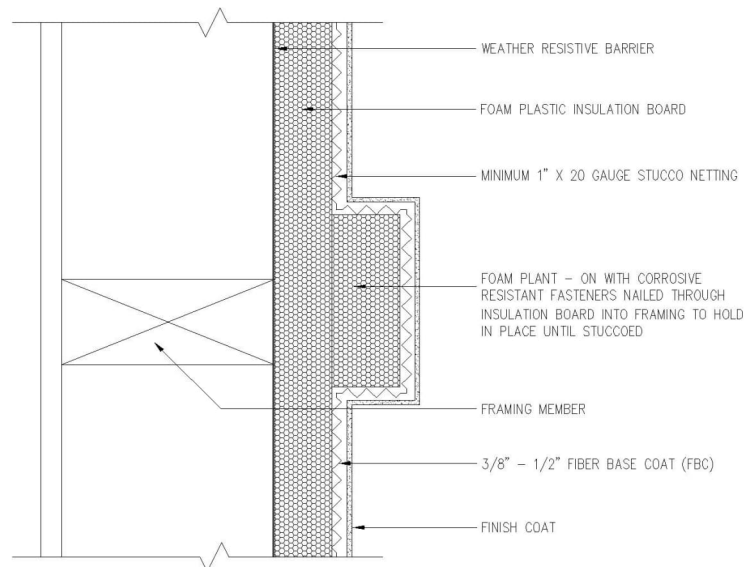 WEATHER RESISTIVE BARRIER
FOAM PLASTIC INSULATION BOARD
MINIMUM 1" X 20 GAUGE STUCCO NETTING
FOAM PLANT – ON WITH CORROSIVE
RESISTANT FASTENERS NAILED THROUGH
INSULATION BOARD INTO FRAMING TO HOLD
IN PLACE UNTIL STUCCOED
FRAMING MEMBER
3/8" – 1/2" FIBER BASE COAT (FBC)
FINISH COAT